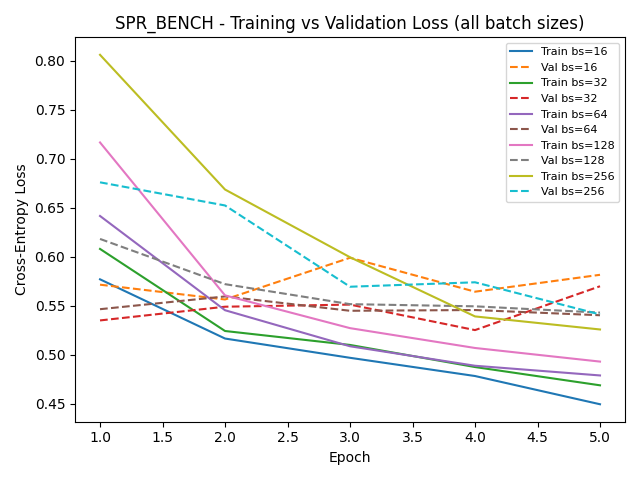 SPR_BENCH - Training vs Validation Loss (all batch sizes)
Cross-Entropy Loss
0.80
0.75
0.70
0.65
0.60
0.55
0.50
0.45
Train bs=16
Val bs=16
Train bs=32
Val bs=32
Train bs=64
Val bs=64
Train bs=128
Val bs=128
Train bs=256
Val bs=256
1.0 1.5 2.0 2.5 3.0 3.5 4.0 4.5 5.0
Epoch